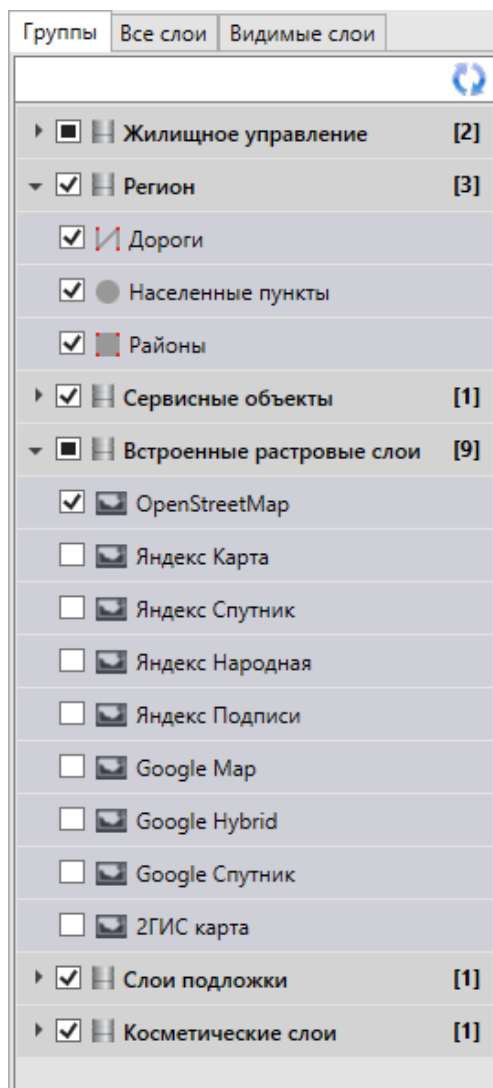 Группы Все слои Видимые слои
Жилищное управление [2]
Регион [3]
Дороги
Населенные пункты
Районы
Сервисные объекты [1]
Встроенные растровые слои [9]
OpenStreetMap
Яндекс Карта
Яндекс Спутник
Яндекс Народная
Яндекс Подписи
Google Map
Google Hybrid
Google Спутник
2ГИС карта
Слои подложки [1]
Косметические слои [1]